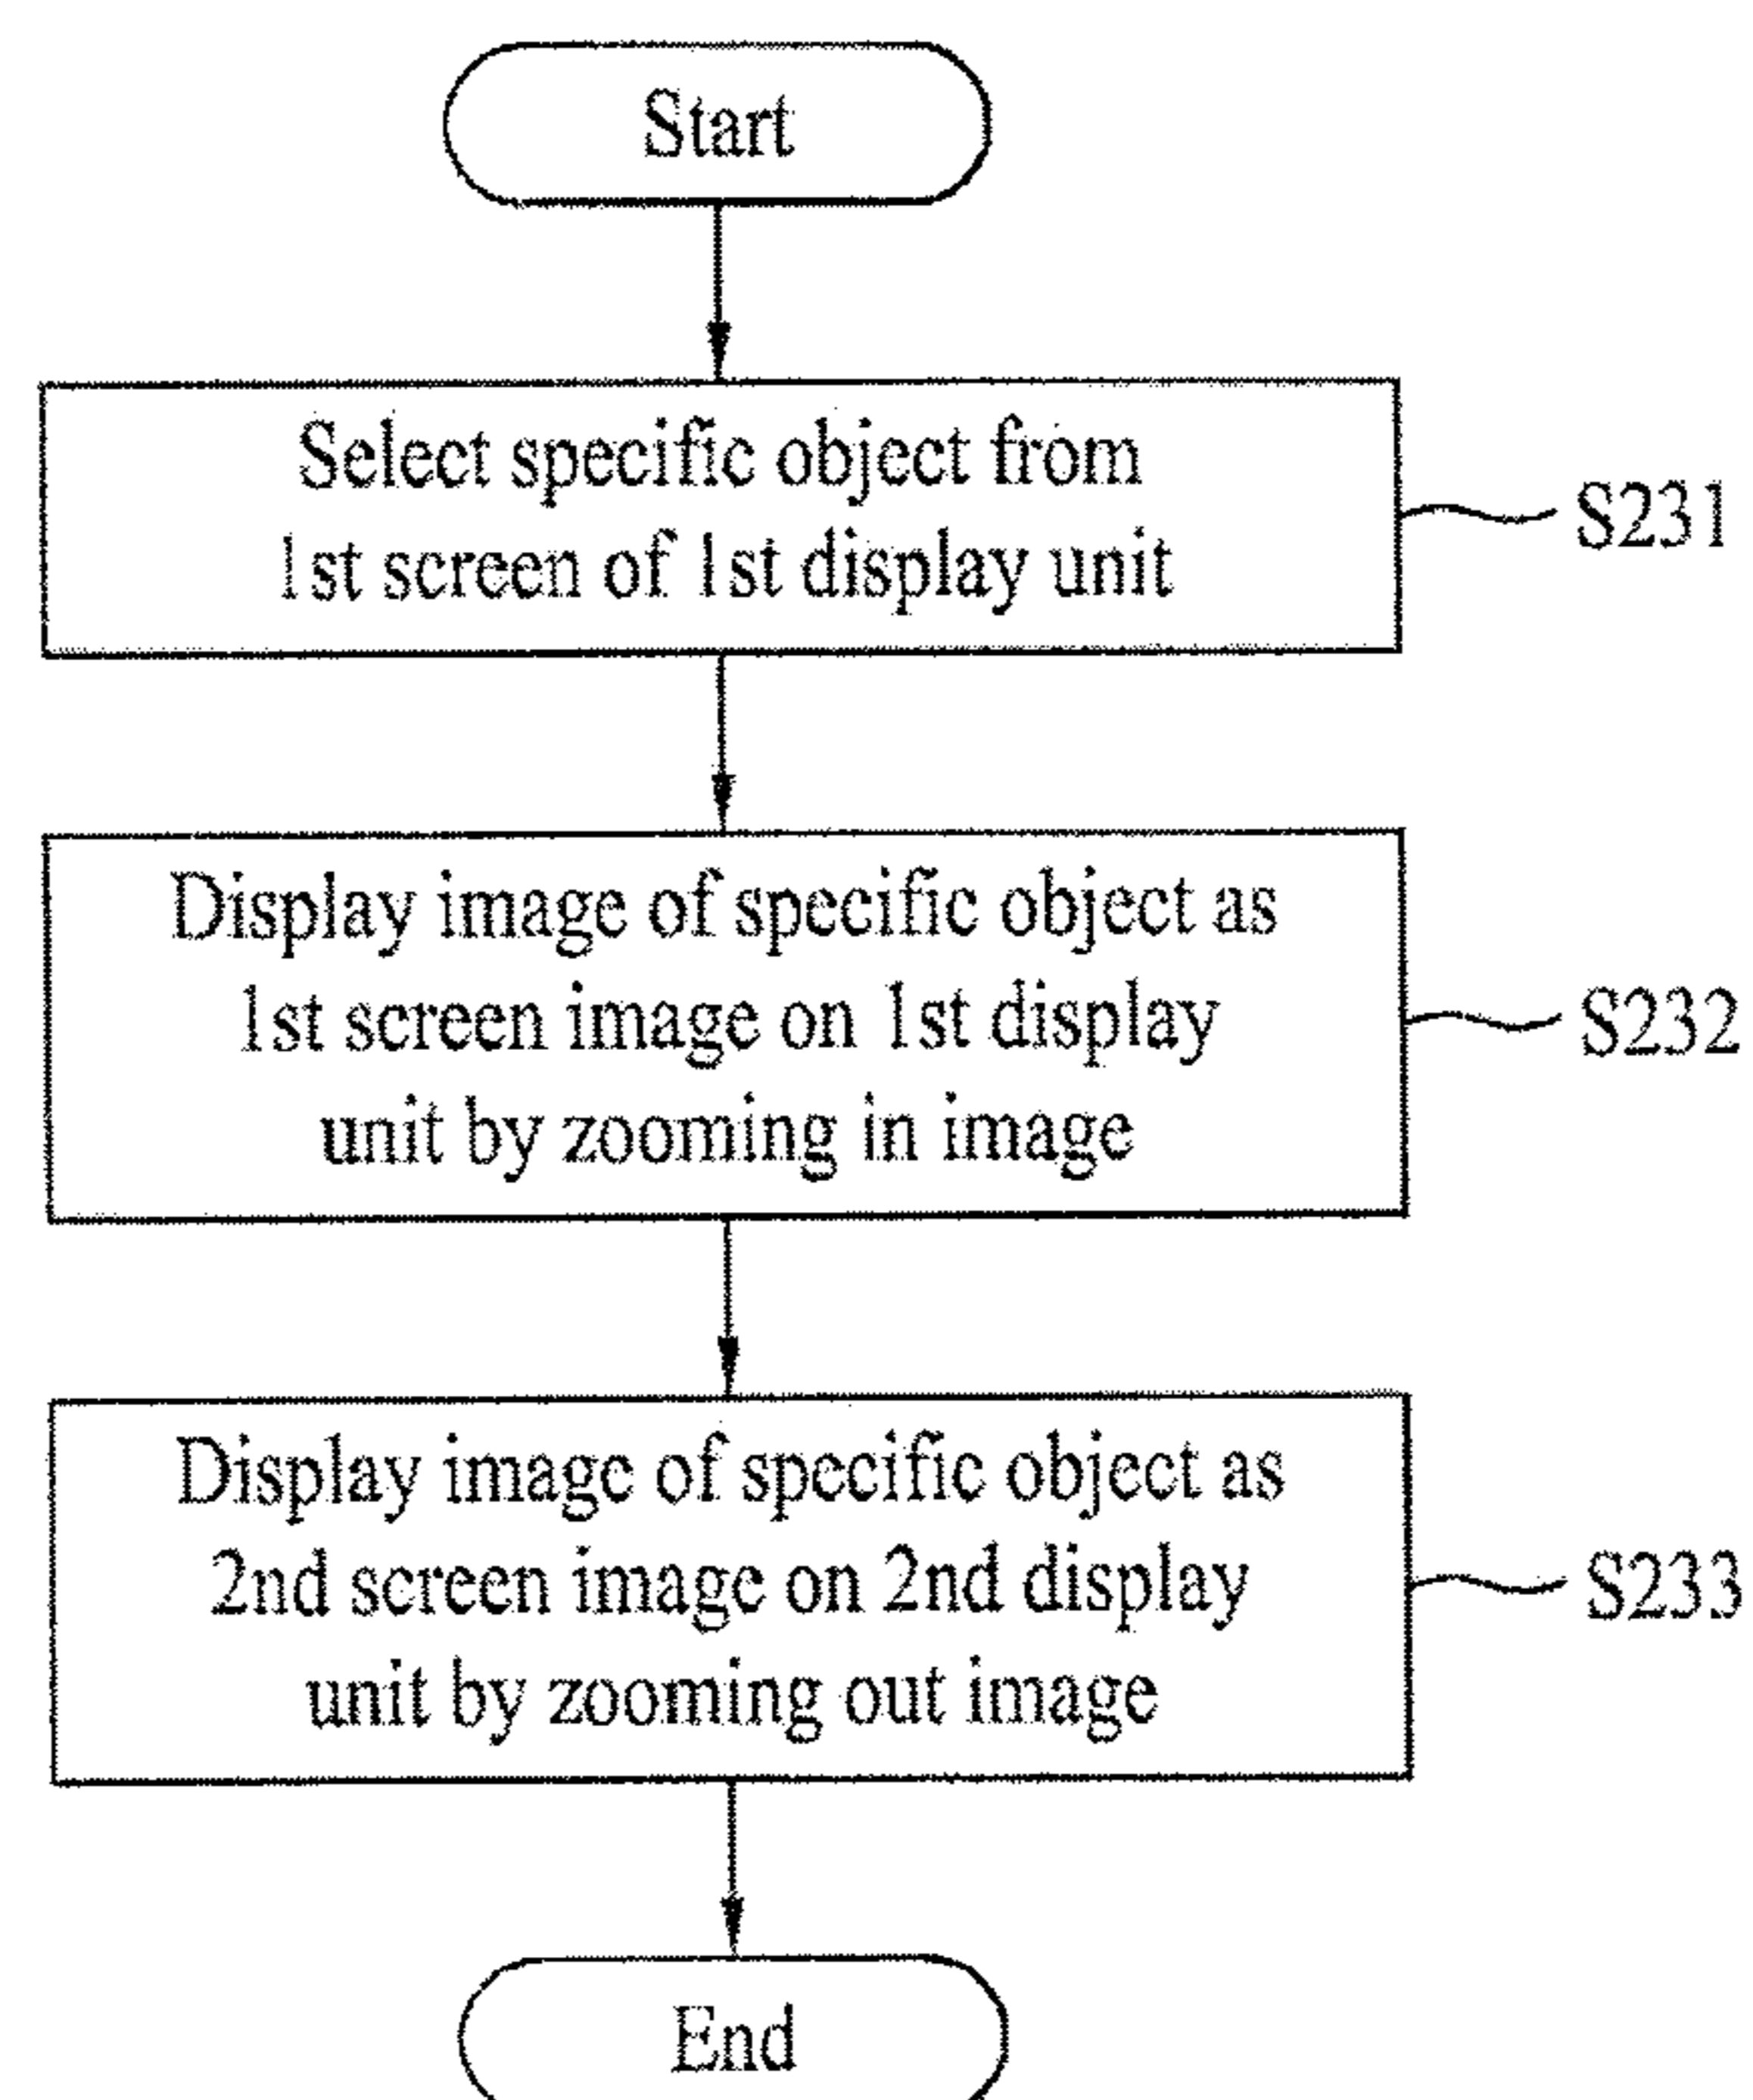 Start
Select specific object from
1st screen of 1st display unit
S231
Display image of specific object as
1st screen image on 1st display
unit by zooming in image
S232
Display image of specific object as
2nd screen image on 2nd display
unit by zooming out image
S233
End